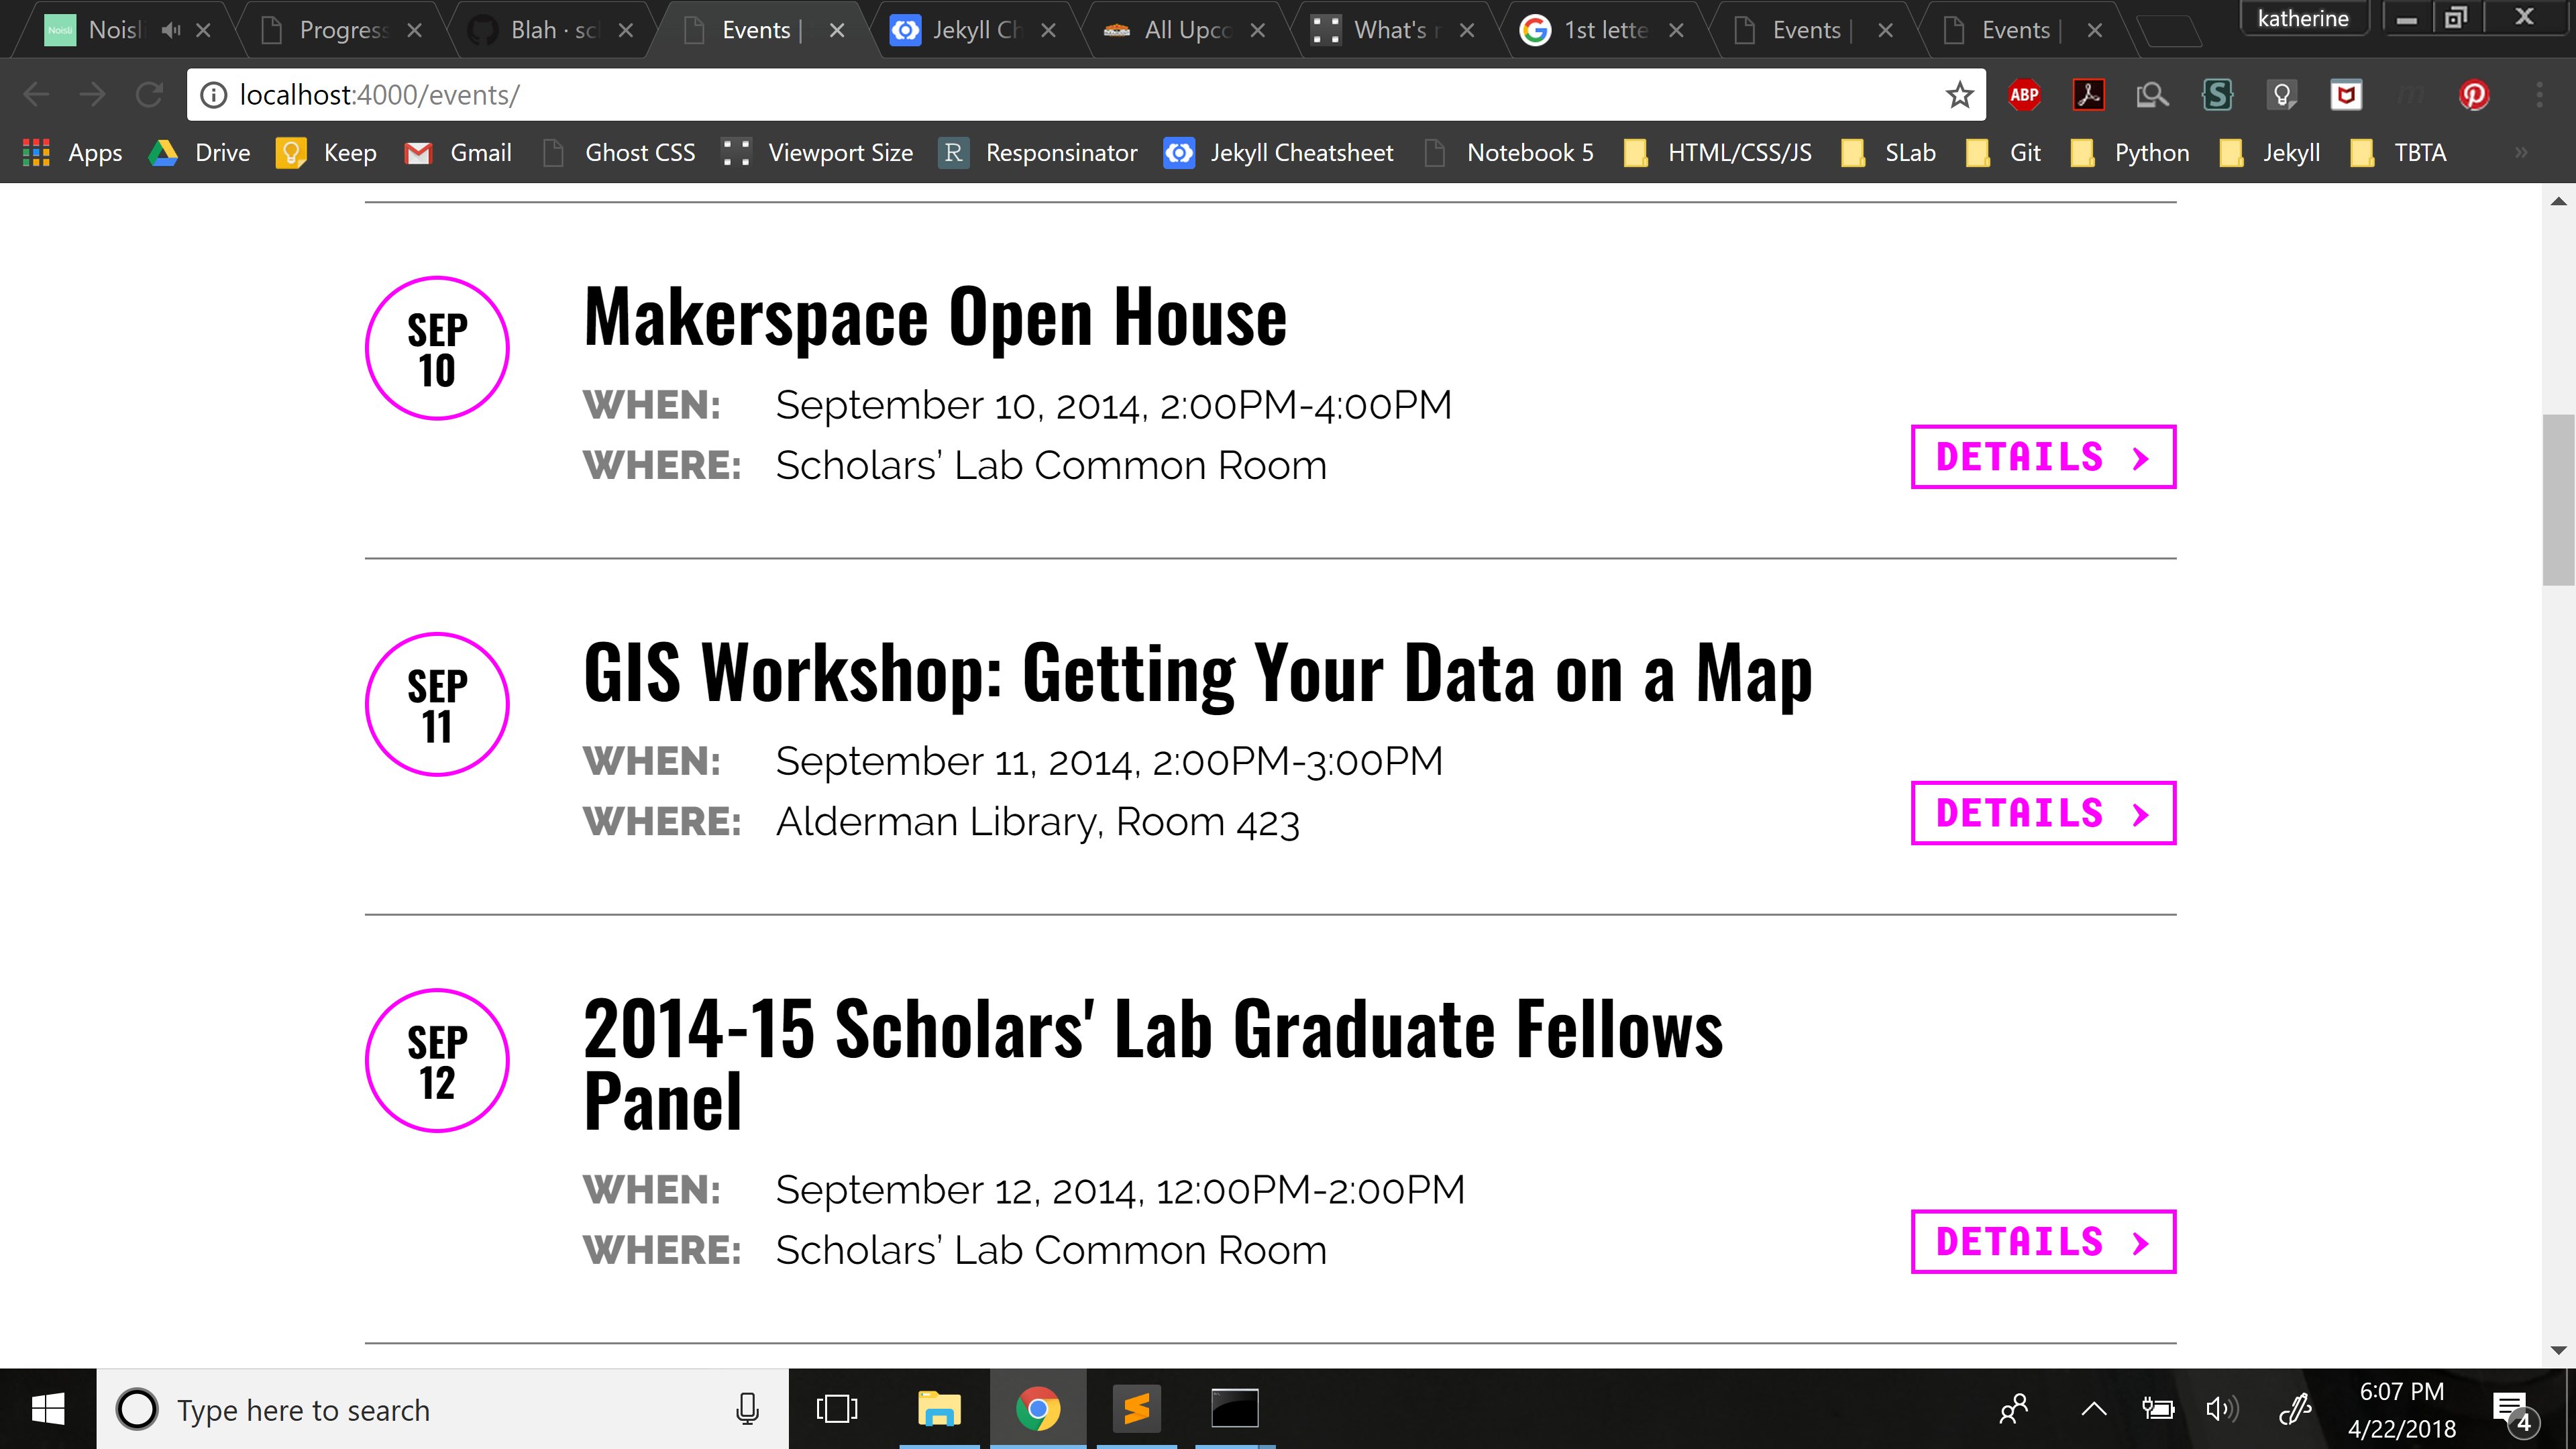 Noisli
Noisl
Progress
Blah · sc
Events |
Jekyll Ch
All Upco
What's
1st lette
Events |
Events |
katherine
localhost:4000/events/
ABP
Apps
Drive
Keep
Gmail
Ghost CSS
Viewport Size
R
Responsinator
Jekyll Cheatsheet
Notebook 5
HTML/CSS/JS
SLab
Git
Python
Jekyll
TBTA
»
SEP
10
Makerspace Open House
WHEN: September 10, 2014, 2:00PM-4:00PM
WHERE: Scholars’ Lab Common Room
DETAILS >
SEP
11
GIS Workshop: Getting Your Data on a Map
WHEN: September 11, 2014, 2:00PM-3:00PM
WHERE: Alderman Library, Room 423
DETAILS >
SEP
12
2014-15 Scholars' Lab Graduate Fellows
Panel
WHEN: September 12, 2014, 12:00PM-2:00PM
WHERE: Scholars’ Lab Common Room
DETAILS >
Type here to search
6:07 PM
4/22/2018
4